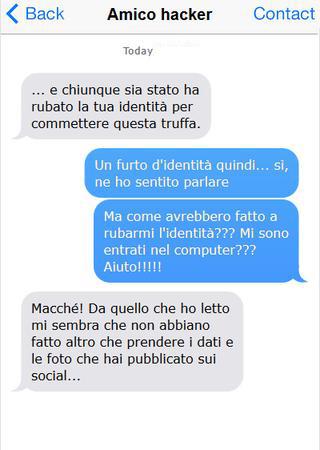 Back
Amico hacker
Contact
Today
... e chiunque sia stato ha
rubato la tua identità per
commettere questa truffa.
Un furto d'identità quindi... sì,
ne ho sentito parlare
Ma come avrebbero fatto a
rubarmi l'identità??? Mi sono
entrati nel computer???
Aiuto!!!!!
Macché! Da quello che ho letto
mi sembra che non abbiano
fatto altro che prendere i dati e
le foto che hai pubblicato sui
social...